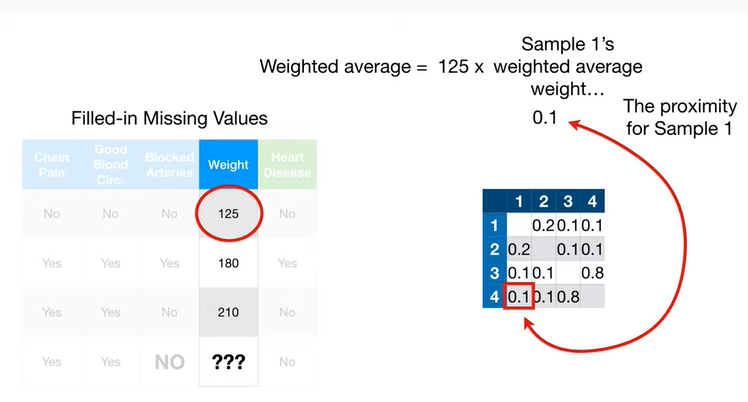 Sample 1's
Weighted average = 125 x weighted average
weight...
0.1
The proximity
for Sample 1
Filled-in Missing Values
Chest Pain Good Blood Circ. Blocked Arteries Weight Heart Disease
No No No 125 No
Yes Yes Yes 180 Yes
Yes Yes No 210 No
Yes Yes NO ??? No
1 2 3 4
1 0.2 0.1 0.1
2 0.2 0.1 0.1
3 0.1 0.1 0.8
4 0.1 0.1 0.8